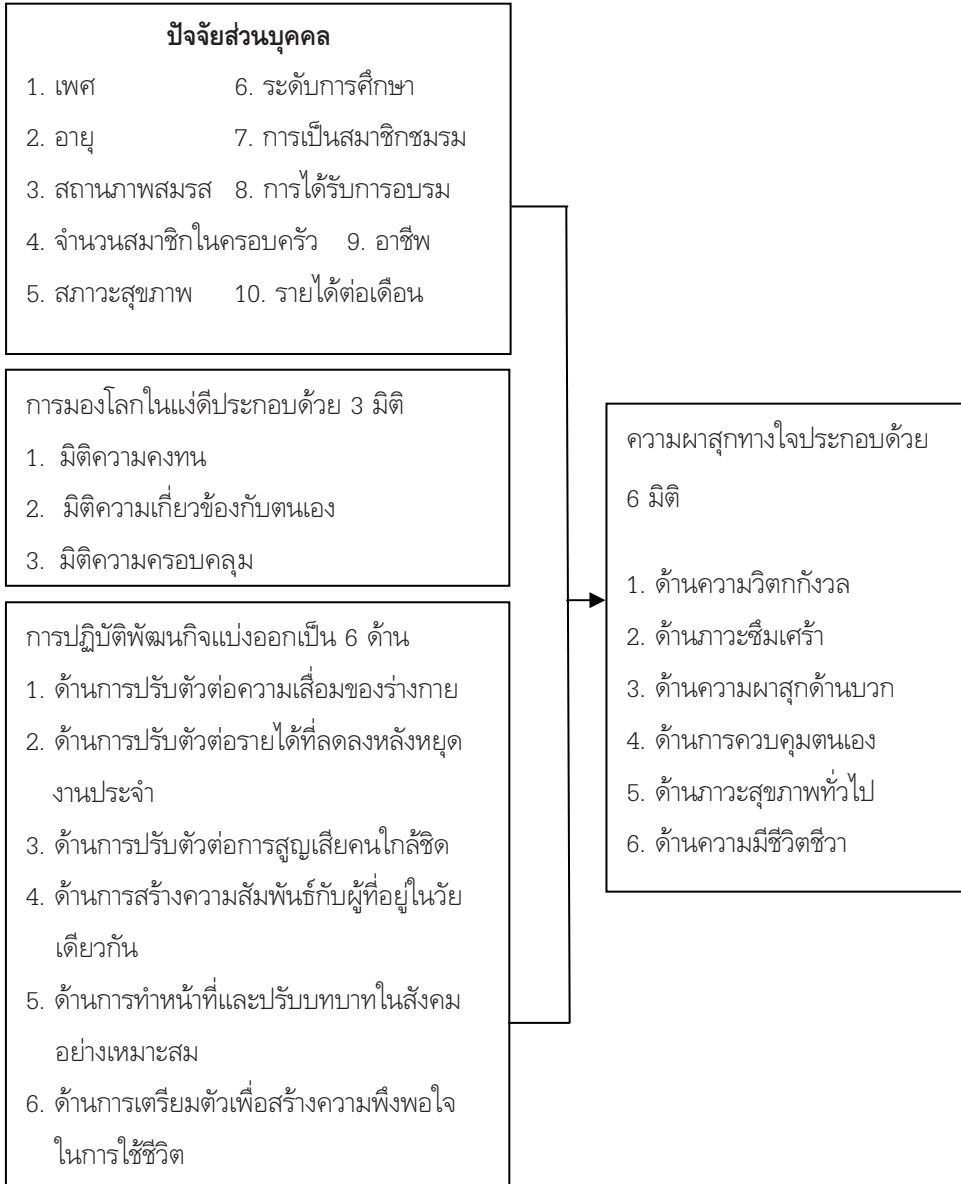 ปัจจัยส่วนบุคคล
1. เพศ 6. ระดับการศึกษา
2. อายุ 7. การเป็นสมาชิกชมรม
3. สถานภาพสมรส 8. การได้รับการอบรม
4. จำนวนสมาชิกในครอบครัว 9. อาชีพ
5. สภาวะสุขภาพ 10. รายได้ต่อเดือน
การมองโลกในแง่ดีประกอบด้วย 3 มิติ
1. มิติความคงทน
2. มิติความเกี่ยวข้องกับตนเอง
3. มิติความครอบคลุม
การปฏิบัติพัฒนกิจแบ่งออกเป็น 6 ด้าน
1. ด้านการปรับตัวต่อความเสื่อมของร่างกาย
2. ด้านการปรับตัวต่อรายได้ที่ลดลงหลังหยุด
งานประจำ
3. ด้านการปรับตัวต่อการสูญเสียคนใกล้ชิด
4. ด้านการสร้างความสัมพันธ์กับผู้ที่อยู่ในวัย
เดียวกัน
5. ด้านการทำหน้าที่และปรับบทบาทในสังคม
อย่างเหมาะสม
6. ด้านการเตรียมตัวเพื่อสร้างความพึงพอใจ
ในการใช้ชีวิต
ความผาสุกทางใจประกอบด้วย
6 มิติ
1. ด้านความวิตกกังวล
2. ด้านภาวะซึมเศร้า
3. ด้านความผาสุกด้านบวก
4. ด้านการควบคุมตนเอง
5. ด้านภาวะสุขภาพทั่วไป
6. ด้านความมีชีวิตชีวา